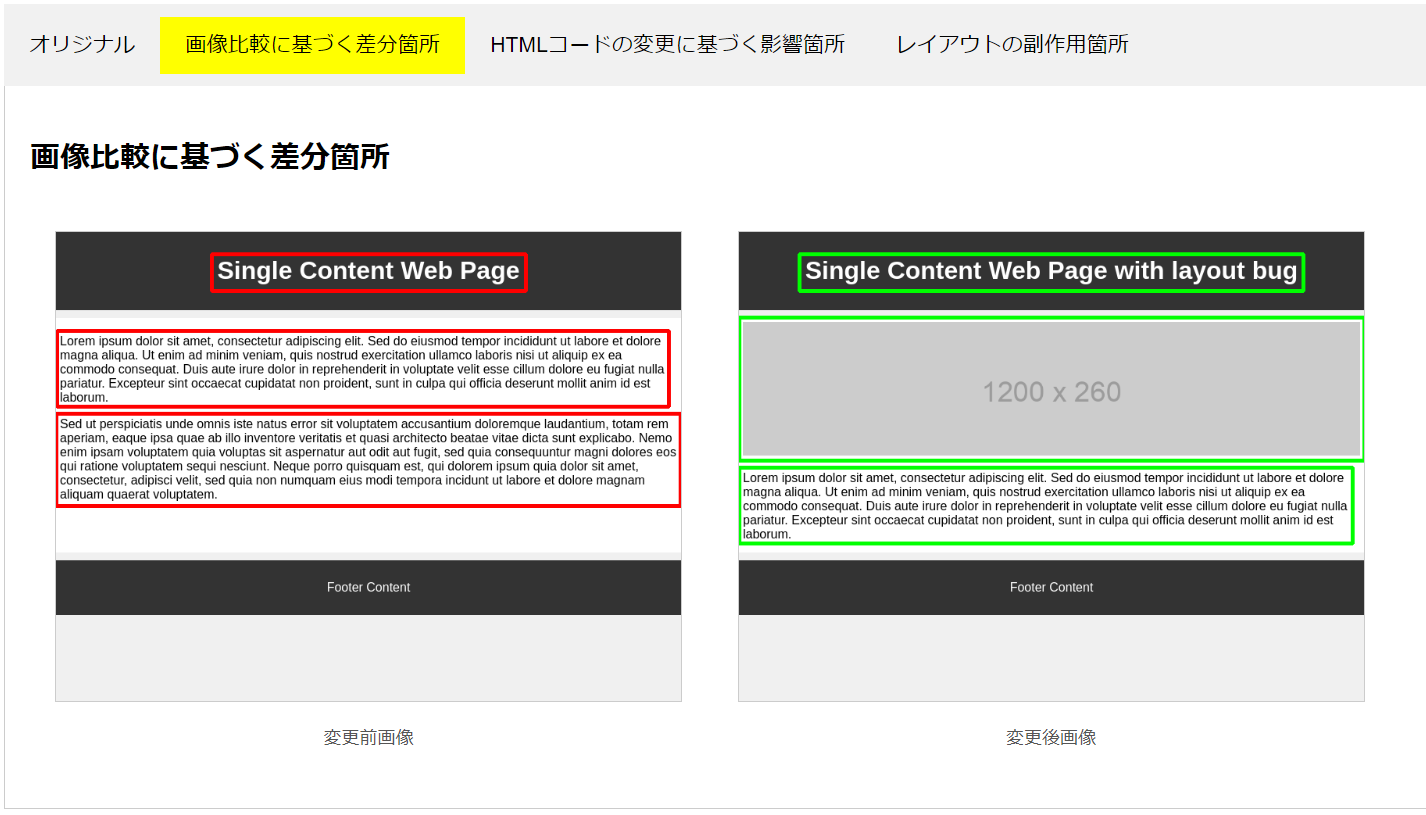 オリジナル 画像比較に基づく差分箇所 HTMLコードの変更に基づく影響箇所 レイアウトの副作用箇所
画像比較に基づく差分箇所
Single Content Web Page
Lorem ipsum dolor sit amet, consectetur adipiscing elit. Sed do eiusmod tempor incididunt ut labore et dolore
magna aliqua. Ut enim ad minim veniam, quis nostrud exercitation ullamco laboris nisi ut aliquip ex ea
commodo consequat. Duis aute irure dolor in reprehenderit in voluptate velit esse cillum dolore eu fugiat nulla
pariatur. Excepteur sint occaecat cupidatat non proident, sunt in culpa qui officia deserunt mollit anim id est
laborum.
Sed ut perspiciatis unde omnis iste natus error sit voluptatem accusantium doloremque laudantium, totam rem
aperiam, eaque ipsa quae ab illo inventore veritatis et quasi architecto beatae vitae dicta sunt explicabo. Nemo
enim ipsam voluptatem quia voluptas sit aspernatur aut odit aut fugit, sed quia consequuntur magni dolores eos
qui ratione voluptatem sequi nesciunt. Neque porro quisquam est, qui dolorem ipsum quia dolor sit amet,
consectetur, adipisci velit, sed quia non numquam eius modi tempora incidunt ut labore et dolore magnam
aliquam quaerat voluptatem.
Footer Content
変更前画像
Single Content Web Page with layout bug
1200 x 260
Lorem ipsum dolor sit amet, consectetur adipiscing elit. Sed do eiusmod tempor incididunt ut labore et dolore
magna aliqua. Ut enim ad minim veniam, quis nostrud exercitation ullamco laboris nisi ut aliquip ex ea
commodo consequat. Duis aute irure dolor in reprehenderit in voluptate velit esse cillum dolore eu fugiat nulla
pariatur. Excepteur sint occaecat cupidatat non proident, sunt in culpa qui officia deserunt mollit anim id est
laborum.
Footer Content
変更後画像